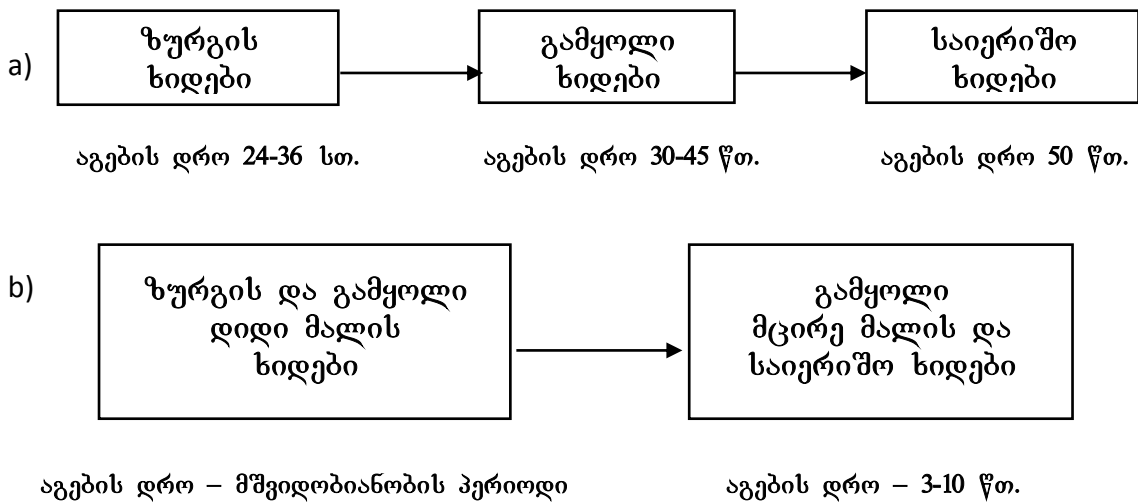 a)
ზურგის
ხიდები
გამყოლი
ხიდები
საიერიშო
ხიდები
აგების დრო 24-36 სთ.
აგების დრო 30-45 წთ.
აგების დრო 50 წთ.
b)
ზურგის და გამყოლი
დიდი მალის
ხიდები
გამყოლი
მცირე მალის და
საიერიშო ხიდები
აგების დრო – მშვიდობიანობის პერიოდი
აგების დრო – 3-10 წთ.